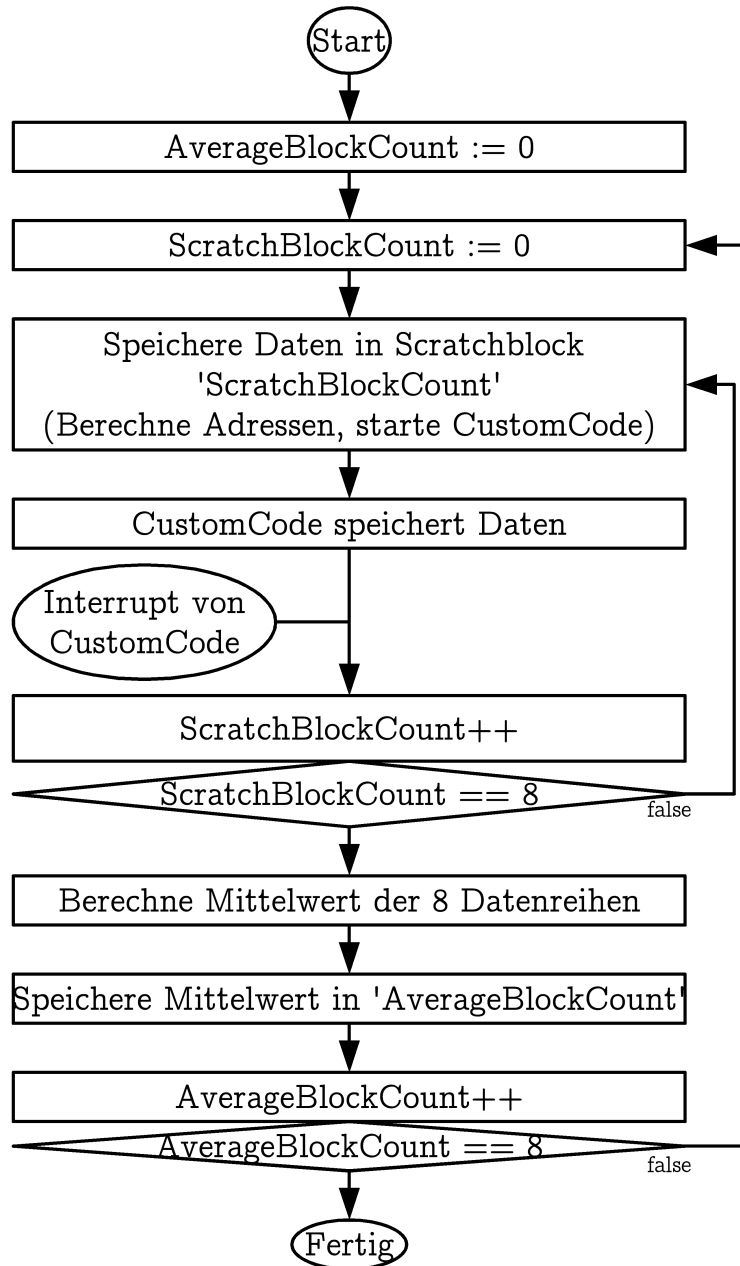 Start
AverageBlockCount := 0
ScratchBlockCount := 0
Speichere Daten in Scratchblock
'ScratchBlockCount'
(Berechne Adressen, starte CustomCode)
CustomCode speichert Daten
Interrupt von
CustomCode
ScratchBlockCount++
ScratchBlockCount == 8
false
Berechne Mittelwert der 8 Datenreihen
Speichere Mittelwert in 'AverageBlockCount'
AverageBlockCount++
AverageBlockCount == 8
false
Fertig